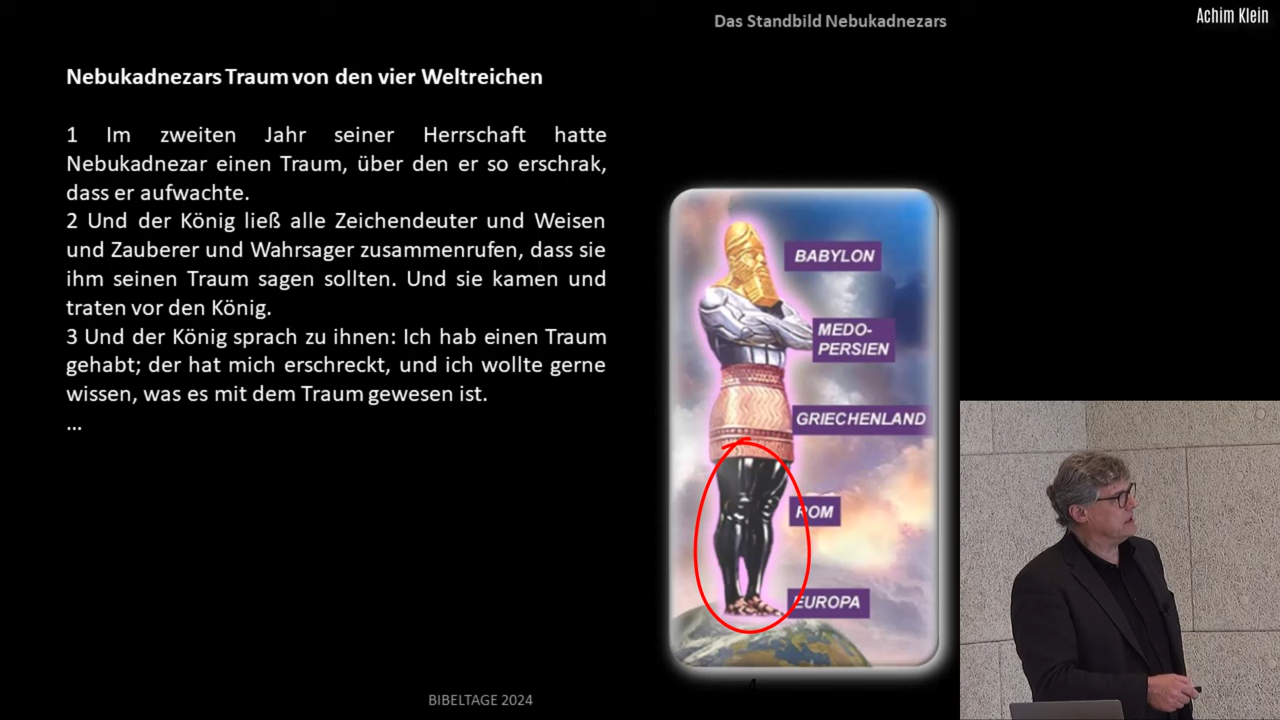 Das Standbild Nebukadnezars
Achim Klein
Nebukadnezars Traum von den vier Weltreichen
1 Im zweiten Jahr seiner Herrschaft hatte
Nebukadnezar einen Traum, über den er so erschrak,
dass er aufwachte.
2 Und der König ließ alle Zeichendeuter und Weisen
und Zauberer und Wahrsager zusammenrufen, dass sie
ihm seinen Traum sagen sollten. Und sie kamen und
traten vor den König.
3 Und der König sprach zu ihnen: Ich hab einen Traum
gehabt; der hat mich erschreckt, und ich wollte gerne
wissen, was es mit dem Traum gewesen ist.
...
BABYLON
MEDO-
PERSIEN
GRIECHENLAND
ROM
EUROPA
BIBELTAGE 2024